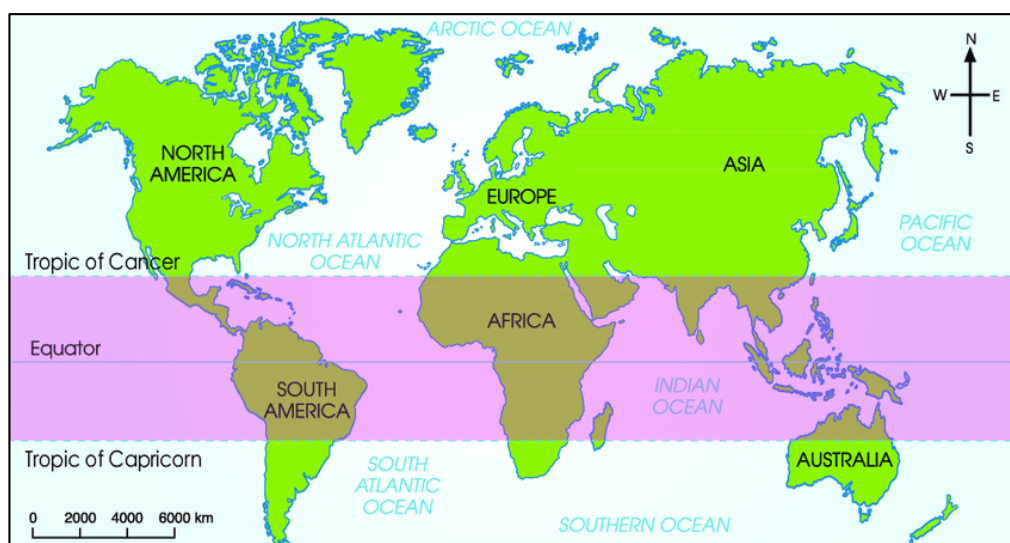 ARCTIC OCEAN
N
W
E
S
NORTH
AMERICA
ASIA
EUROPE
PACIFIC
OCEAN
NORTH ATLANTIC
OCEAN
Tropic of Cancer
AFRICA
Equator
SOUTH
AMERICA
INDIAN
OCEAN
Tropic of Capricorn
AUSTRALIA
SOUTH
ATLANTIC
OCEAN
0 2000 4000 6000 km
SOUTHERN OCEAN